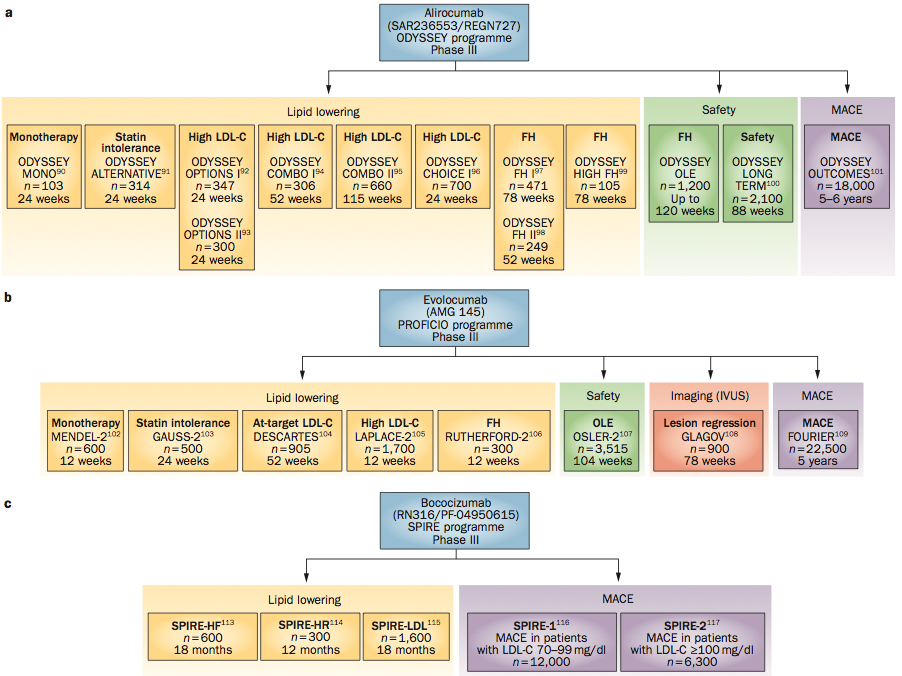 a
Alirocumab
(SAR236553/REGN727)
ODYSSEY programme
Phase III
Lipid lowering
Monotherapy
ODYSSEY
MONO90
n=103
24 weeks
Statin
intolerance
ODYSSEY
ALTERNATIVE91
n=314
24 weeks
High LDL-C
ODYSSEY
OPTIONS I92
n=347
24 weeks
ODYSSEY
OPTIONS II93
n=300
24 weeks
High LDL-C
ODYSSEY
COMBO I94
n=306
52 weeks
High LDL-C
ODYSSEY
COMBO II95
n=660
115 weeks
High LDL-C
ODYSSEY
CHOICE I96
n=700
24 weeks
FH
ODYSSEY
FH I97
n=471
78 weeks
ODYSSEY
FH II98
n=249
52 weeks
FH
ODYSSEY
HIGH FH99
n=105
78 weeks
Safety
FH
ODYSSEY
OLE
n=1,200
Up to
120 weeks
Safety
ODYSSEY
LONG
TERM100
n=2,100
88 weeks
MACE
MACE
ODYSSEY
OUTCOMES101
n=18,000
5–6 years
b
Evolocumab
(AMG 145)
PROFICIO programme
Phase III
Lipid lowering
Monotherapy
MENDEL-2102
n=600
12 weeks
Statin intolerance
GAUSS-2103
n=500
24 weeks
At-target LDL-C
DESCARTES104
n=905
52 weeks
High LDL-C
LAPLACE-2105
n=1,700
12 weeks
FH
RUTHERFORD-2106
n=300
12 weeks
Safety
OLE
OSLER-2107
n=3,515
104 weeks
Imaging (IVUS)
Lesion regression
GLAGOV108
n=900
78 weeks
MACE
MACE
FOURIER109
n=22,500
5 years
c
Bococizumab
(RN316/PF-04950615)
SPIRE programme
Phase III
Lipid lowering
SPIRE-HF113
n=600
18 months
SPIRE-HR114
n=300
12 months
SPIRE-LDL115
n=1,600
18 months
MACE
SPIRE-1116
MACE in patients
with LDL-C 70–99 mg/dl
n=12,000
SPIRE-2117
MACE in patients
with LDL-C ≥100 mg/dl
n=6,300